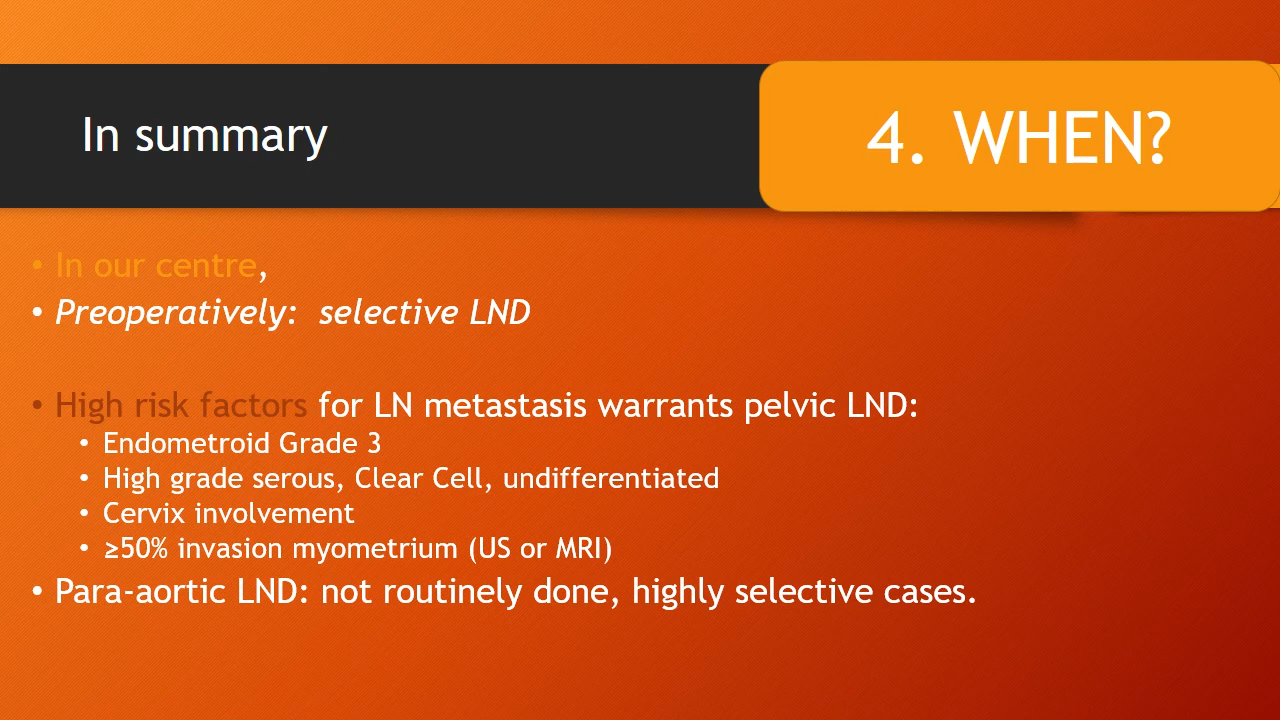 In summary
4. WHEN?
• In our centre,
• Preoperatively: selective LND
• High risk factors for LN metastasis warrants pelvic LND:
• Endometroid Grade 3
• High grade serous, Clear Cell, undifferentiated
• Cervix involvement
• ≥50% invasion myometrium (US or MRI)
• Para-aortic LND: not routinely done, highly selective cases.